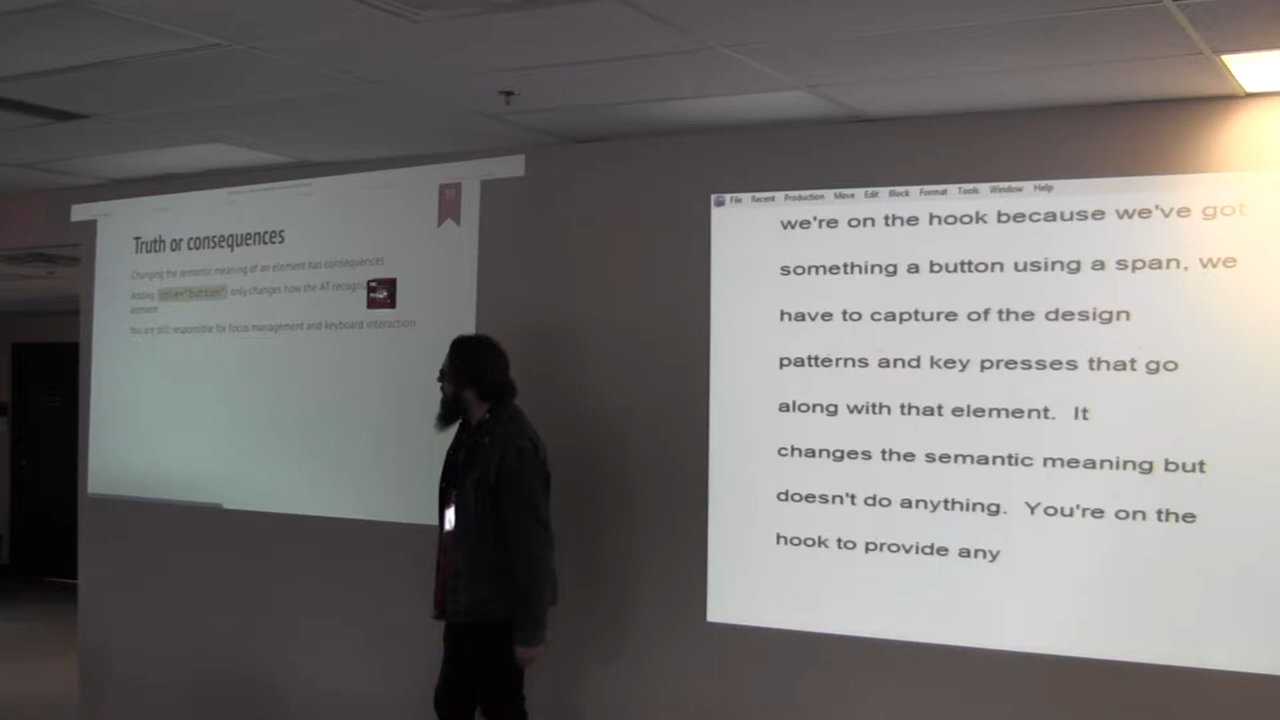 Truth or consequences
Changing the semantic meaning of an element has consequences
Adding role="button" only changes how the AT
element
You are still responsible for focus management and keyboard interaction
File Recent Production Move Edit Block Format Tools Window Help
we're on the hook because we've got
something a button using a span, we
have to capture of the design
patterns and key presses that go
along with that element. It
changes the semantic meaning but
doesn't do anything. You're on the
hook to provide any